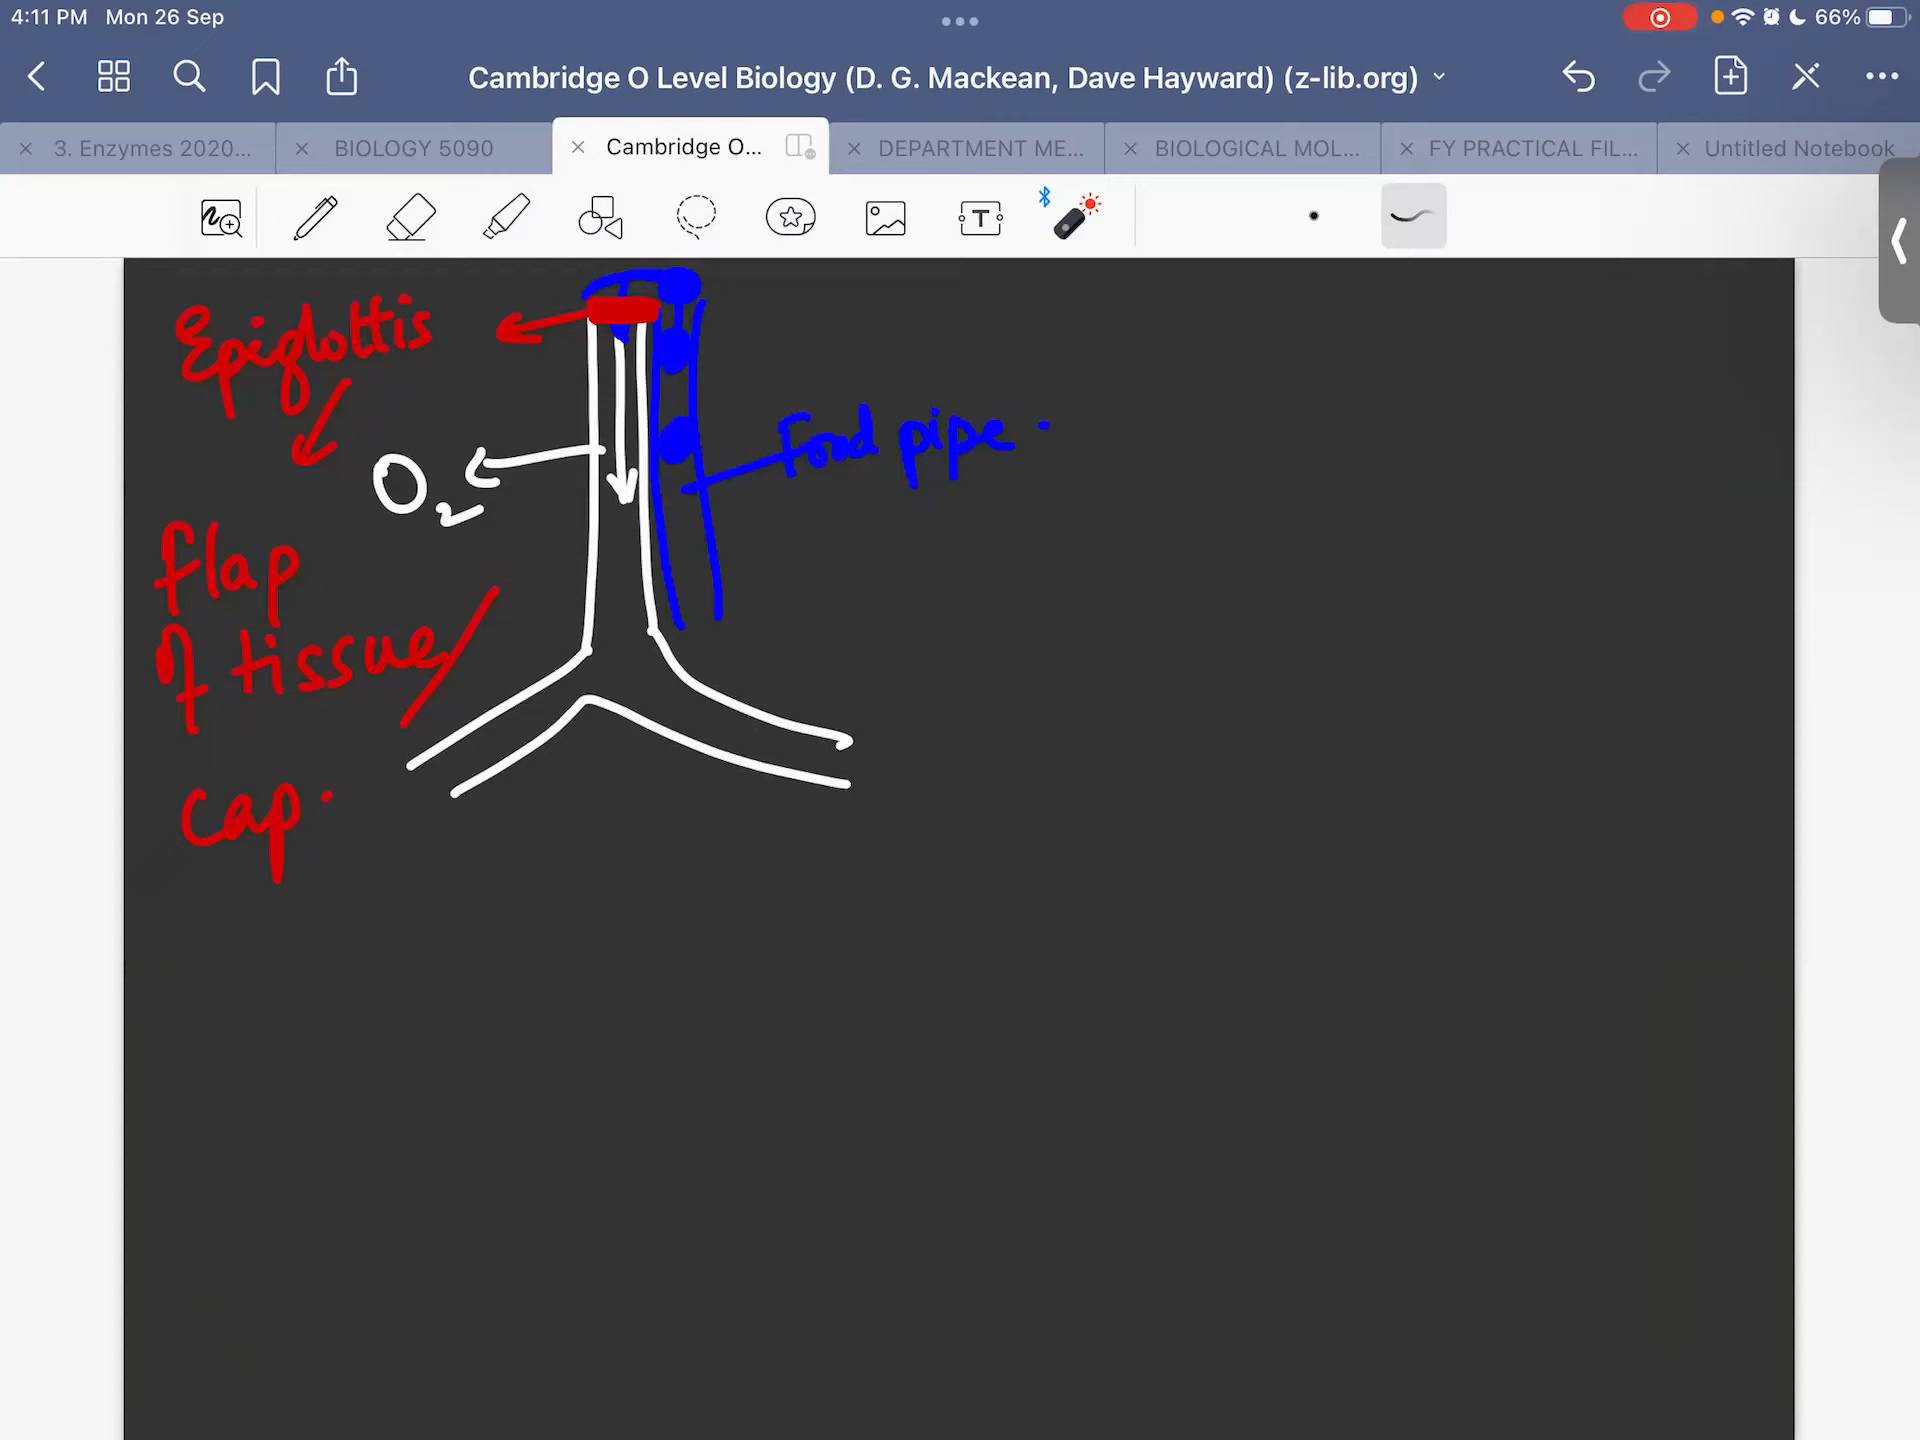 4:11 PM Mon 26 Sep
66%
Cambridge O Level Biology (D. G. Mackean, Dave Hayward) (z-lib.org)
3. Enzymes 2020...
BIOLOGY 5090
Cambridge O...
DEPARTMENT ME...
BIOLOGICAL MOL...
FY PRACTICAL FIL...
Untitled Notebook
T
Epiglottis
Food pipe.
O2
flap
of tissue/
cap.